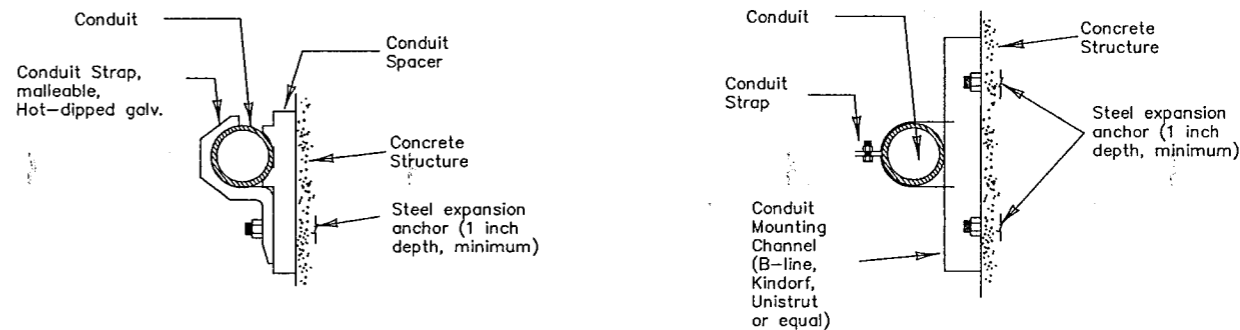 Conduit
Conduit
Spacer
Conduit Strap,
malleable,
Hot-dipped galv.
Concrete
Structure
Steel expansion
anchor (1 inch
depth, minimum)
Conduit
Concrete
Structure
Conduit
Strap
Steel expansion
anchor (1 inch
depth, minimum)
Conduit
Mounting
Channel
(B-line,
Kindorf,
Unistrut
or equal)